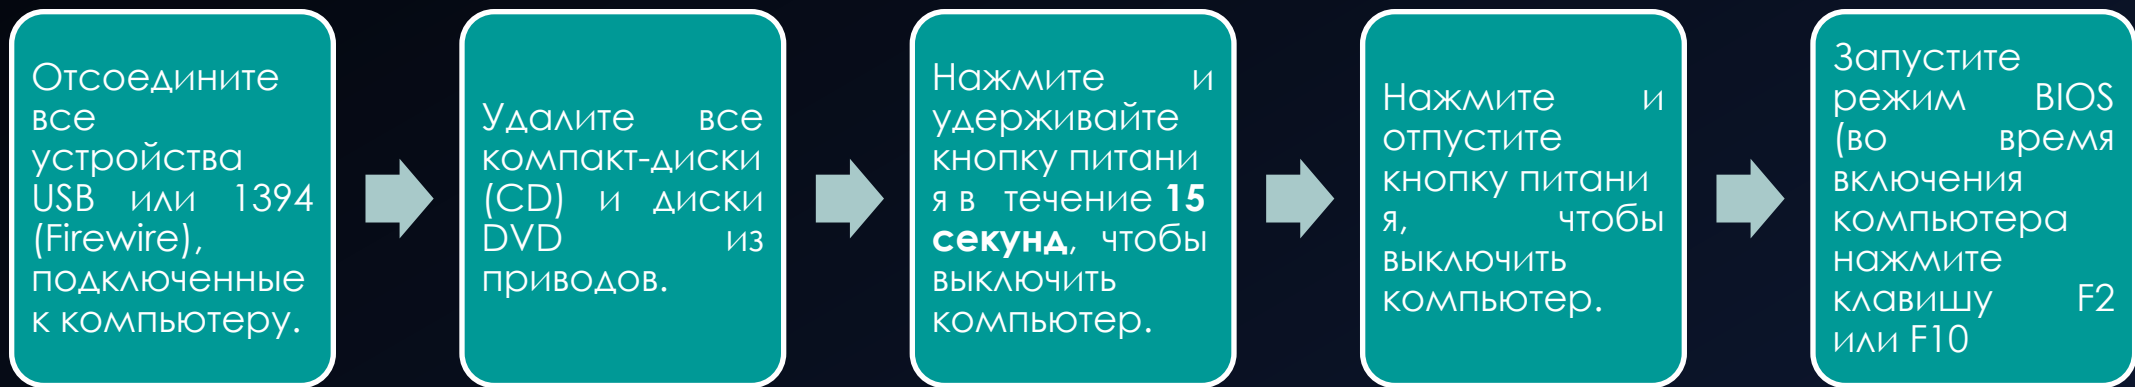 Отсоедините
все
устройства
USB или 1394
(Firewire),
подключенные
к компьютеру.
Удалите все
компакт-диски
(CD) и диски
DVD из
приводов.
Нажмите и
удерживайте
кнопку питани
я в течение 15
секунд, чтобы
выключить
компьютер.
Нажмите и
отпустите
кнопку питани
я, чтобы
выключить
компьютер.
Запустите
режим BIOS
(во время
включения
компьютера
нажмите
клавишу F2
или F10